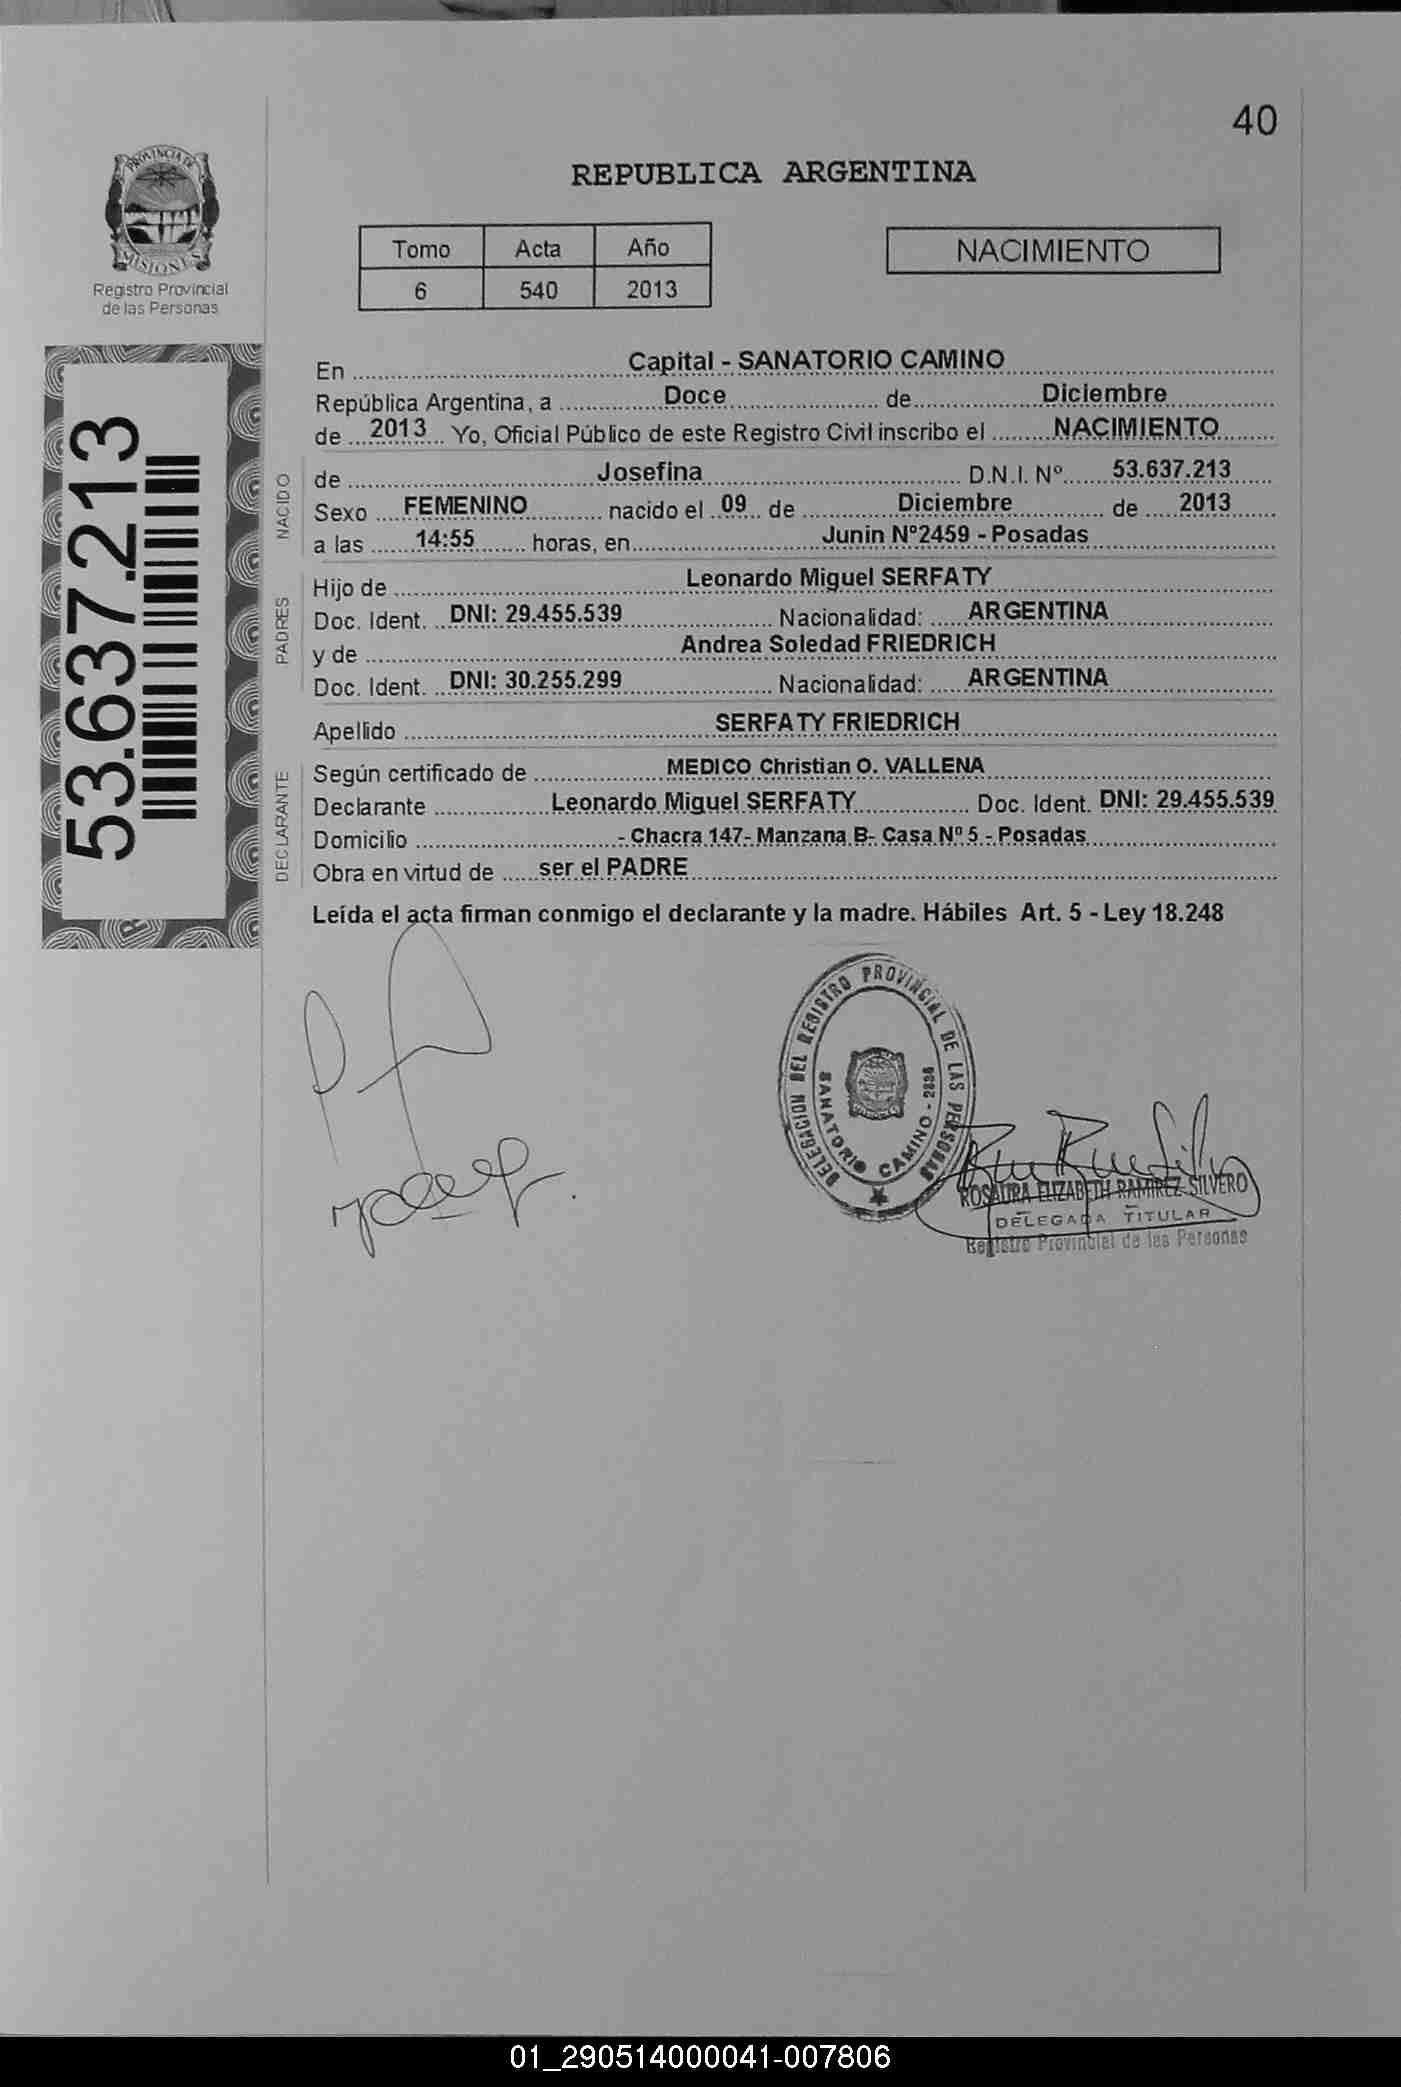 40
PROVINCIA DE
MISIONES
Registro Provincial
de las Personas
REPUBLICA ARGENTINA
Tomo Acta Año
6 540 2013
NACIMIENTO
53.637.213
En Capital - SANATORIO CAMINO
República Argentina, a Doce de Diciembre
de 2013 Yo, Oficial Público de este Registro Civil inscribo el NACIMIENTO
NACIDO
de Josefina D.N.I. Nº 53.637.213
Sexo FEMENINO nacido el 09 de Diciembre de 2013
a las 14:55 horas, en Junin Nº2459 - Posadas
PADRES
Hijo de Leonardo Miguel SERFATY
Doc. Ident. DNI: 29.455.539 Nacionalidad: ARGENTINA
y de Andrea Soledad FRIEDRICH
Doc. Ident. DNI: 30.255.299 Nacionalidad: ARGENTINA
Apellido SERFATY FRIEDRICH
DECLARANTE
Según certificado de MEDICO Christian O. VALLENA
Declarante Leonardo Miguel SERFATY Doc. Ident. DNI: 29.455.539
Domicilio - Chacra 147- Manzana B- Casa Nº 5 - Posadas
Obra en virtud de ser el PADRE
Leída el acta firman conmigo el declarante y la madre. Hábiles Art. 5 - Ley 18.248
DELEGACION DEL REGISTRO PROVINCIAL DE LAS PERSONAS
SANATORIO CAMINO - 2836
ROSAURA ELIZABETH RAMIREZ SILVERO
DELEGADA TITULAR
Registro Provincial de las Personas
01_290514000041-007806